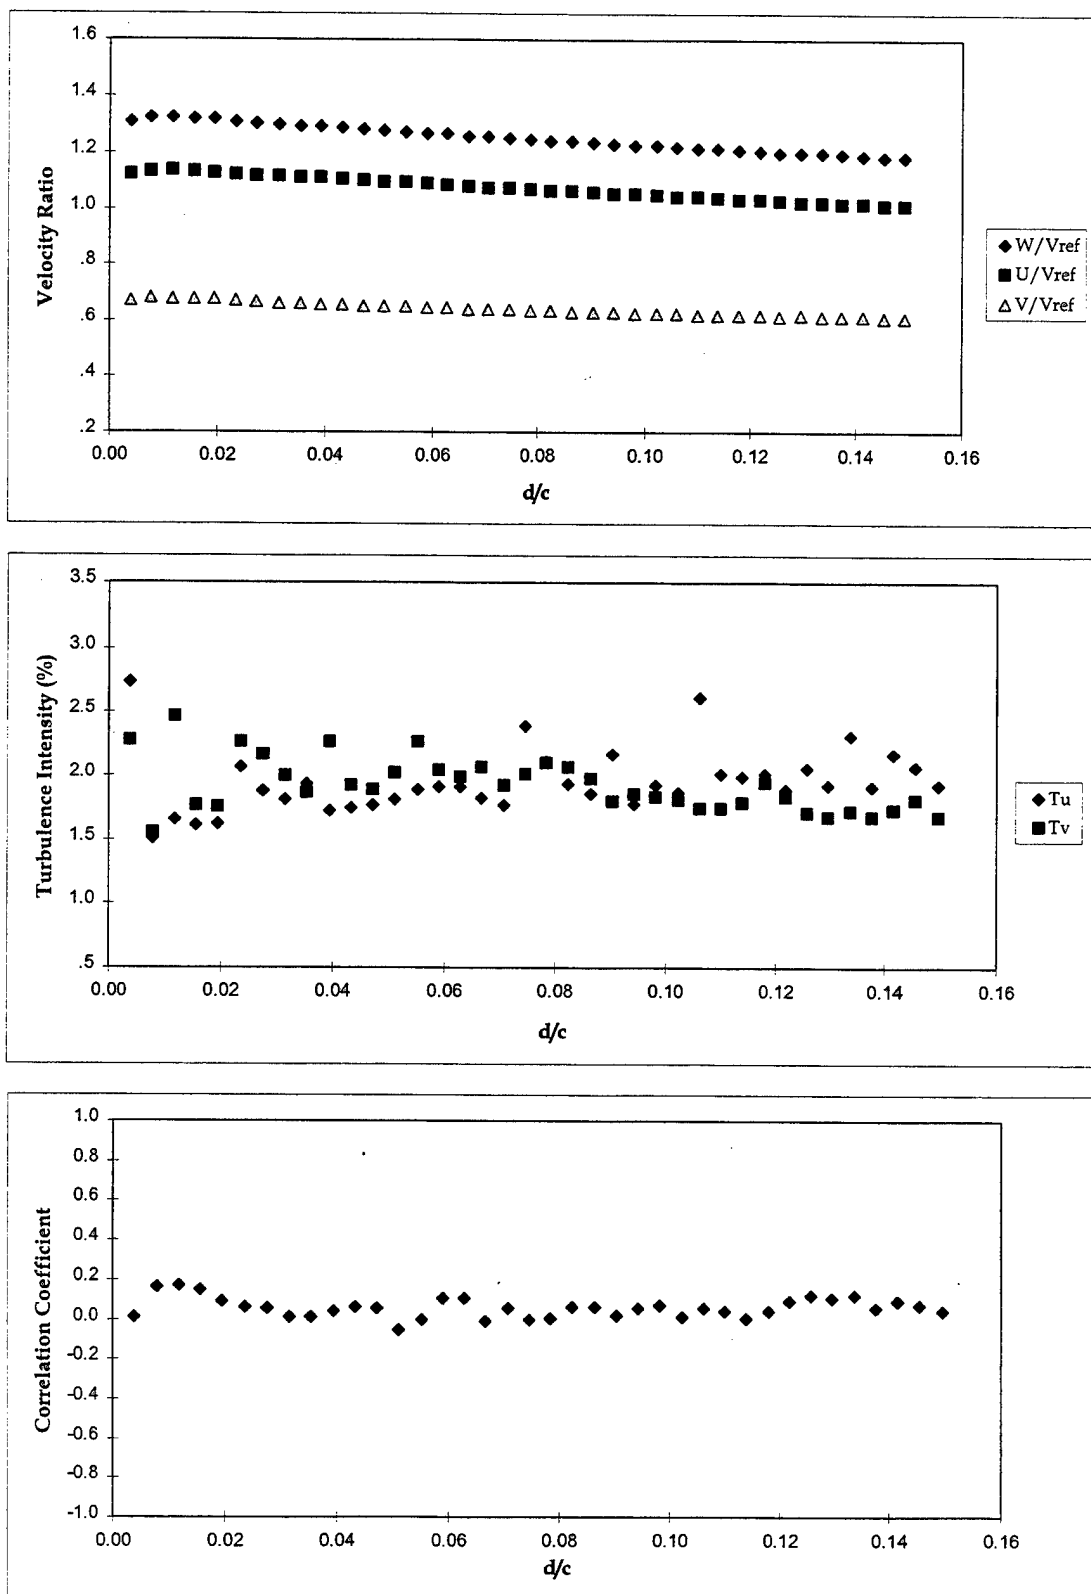 1.6
1.4
1.2
1.0
.8
.6
.4
.2
Velocity Ratio
0.00 0.02 0.04 0.06 0.08 0.10 0.12 0.14 0.16
d/c
W/Vref
U/Vref
V/Vref
3.5
3.0
2.5
2.0
1.5
1.0
.5
Turbulence Intensity (%)
0.00 0.02 0.04 0.06 0.08 0.10 0.12 0.14 0.16
d/c
Tu
Tv
1.0
0.8
0.6
0.4
0.2
0.0
-0.2
-0.4
-0.6
-0.8
-1.0
Correlation Coefficient
0.00 0.02 0.04 0.06 0.08 0.10 0.12 0.14 0.16
d/c